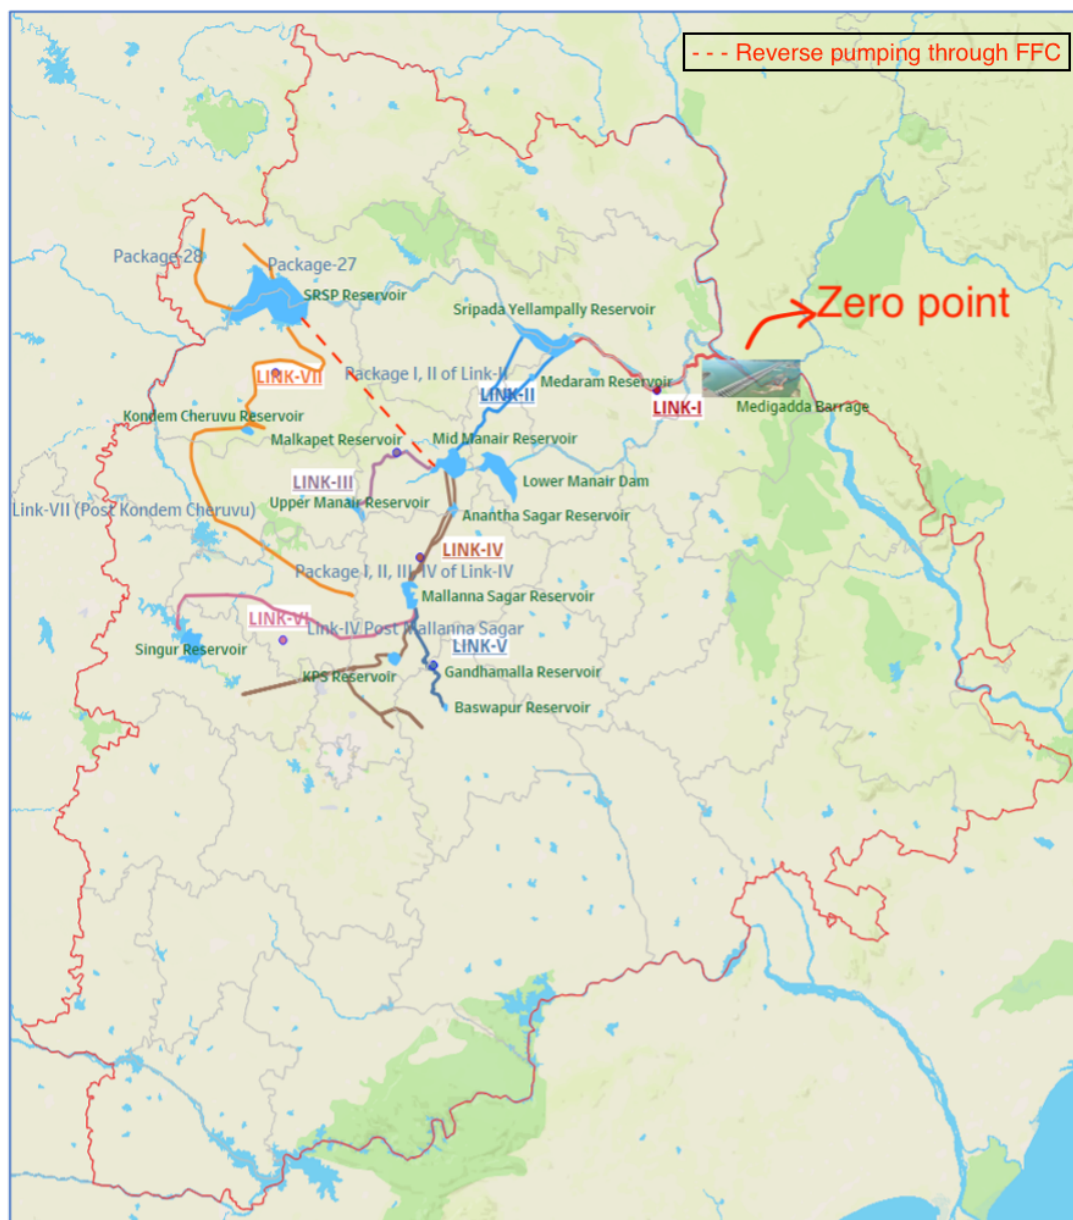 - - - Reverse pumping through FFC
Package-28
Package-27
SRSP Reservoir
Zero point
Sripada Yellampally Reservoir
LINK-VII
Package I, II of Link-II
Medaram Reservoir
LINK-II
LINK-I
Medigadda Barrage
Kondem Cheruvu Reservoir
Malkapet Reservoir
Mid Manair Reservoir
LINK-III
Lower Manair Dam
Upper Manair Reservoir
Link-VII (Post Kondem Cheruvu)
Anantha Sagar Reservoir
LINK-IV
Package I, II, III, IV of Link-IV
Mallanna Sagar Reservoir
LINK-VI
Link-IV Post Mallanna Sagar
Singur Reservoir
LINK-V
KPS Reservoir
Gandhamalla Reservoir
Baswapur Reservoir